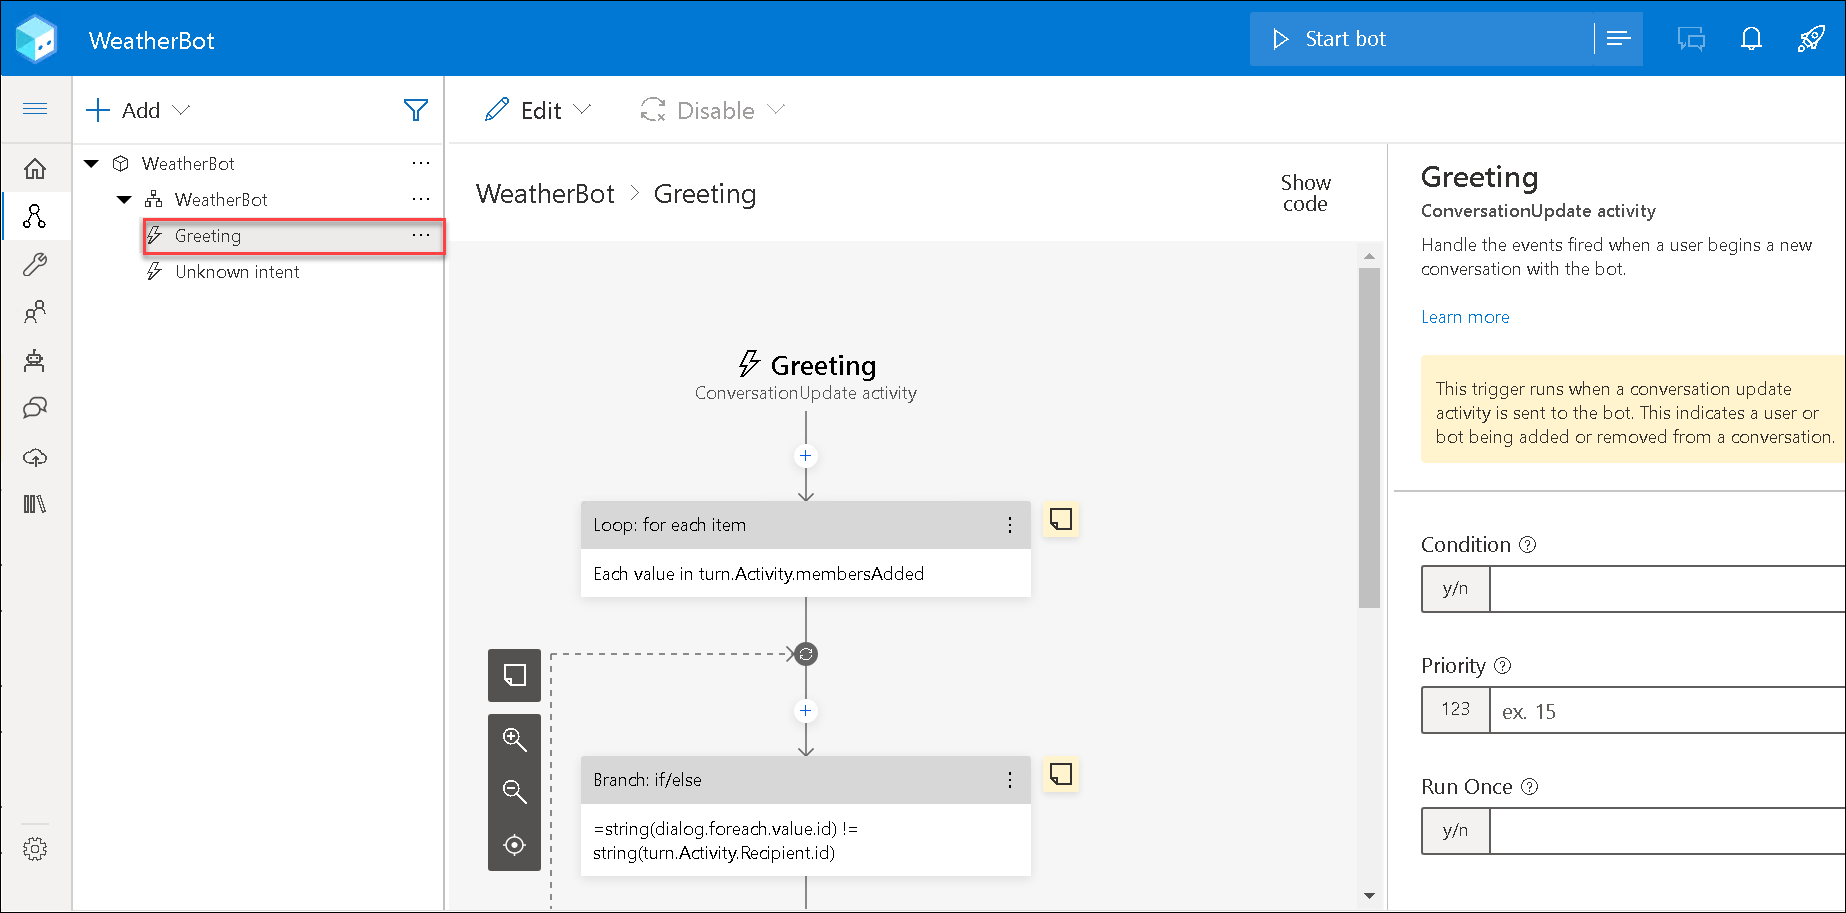 WeatherBot
Start bot
Add
Edit
Disable
WeatherBot
WeatherBot
Greeting
Unknown intent
WeatherBot > Greeting
Show
code
Greeting
ConversationUpdate activity
Loop: for each item
Each value in turn.Activity.membersAdded
Branch: if/else
=string(dialog.foreach.value.id) !=
string(turn.Activity.Recipient.id)
Greeting
ConversationUpdate activity
Handle the events fired when a user begins a new
conversation with the bot.
Learn more
This trigger runs when a conversation update
activity is sent to the bot. This indicates a user or
bot being added or removed from a conversation.
Condition
y/n
Priority
123 ex. 15
Run Once
y/n